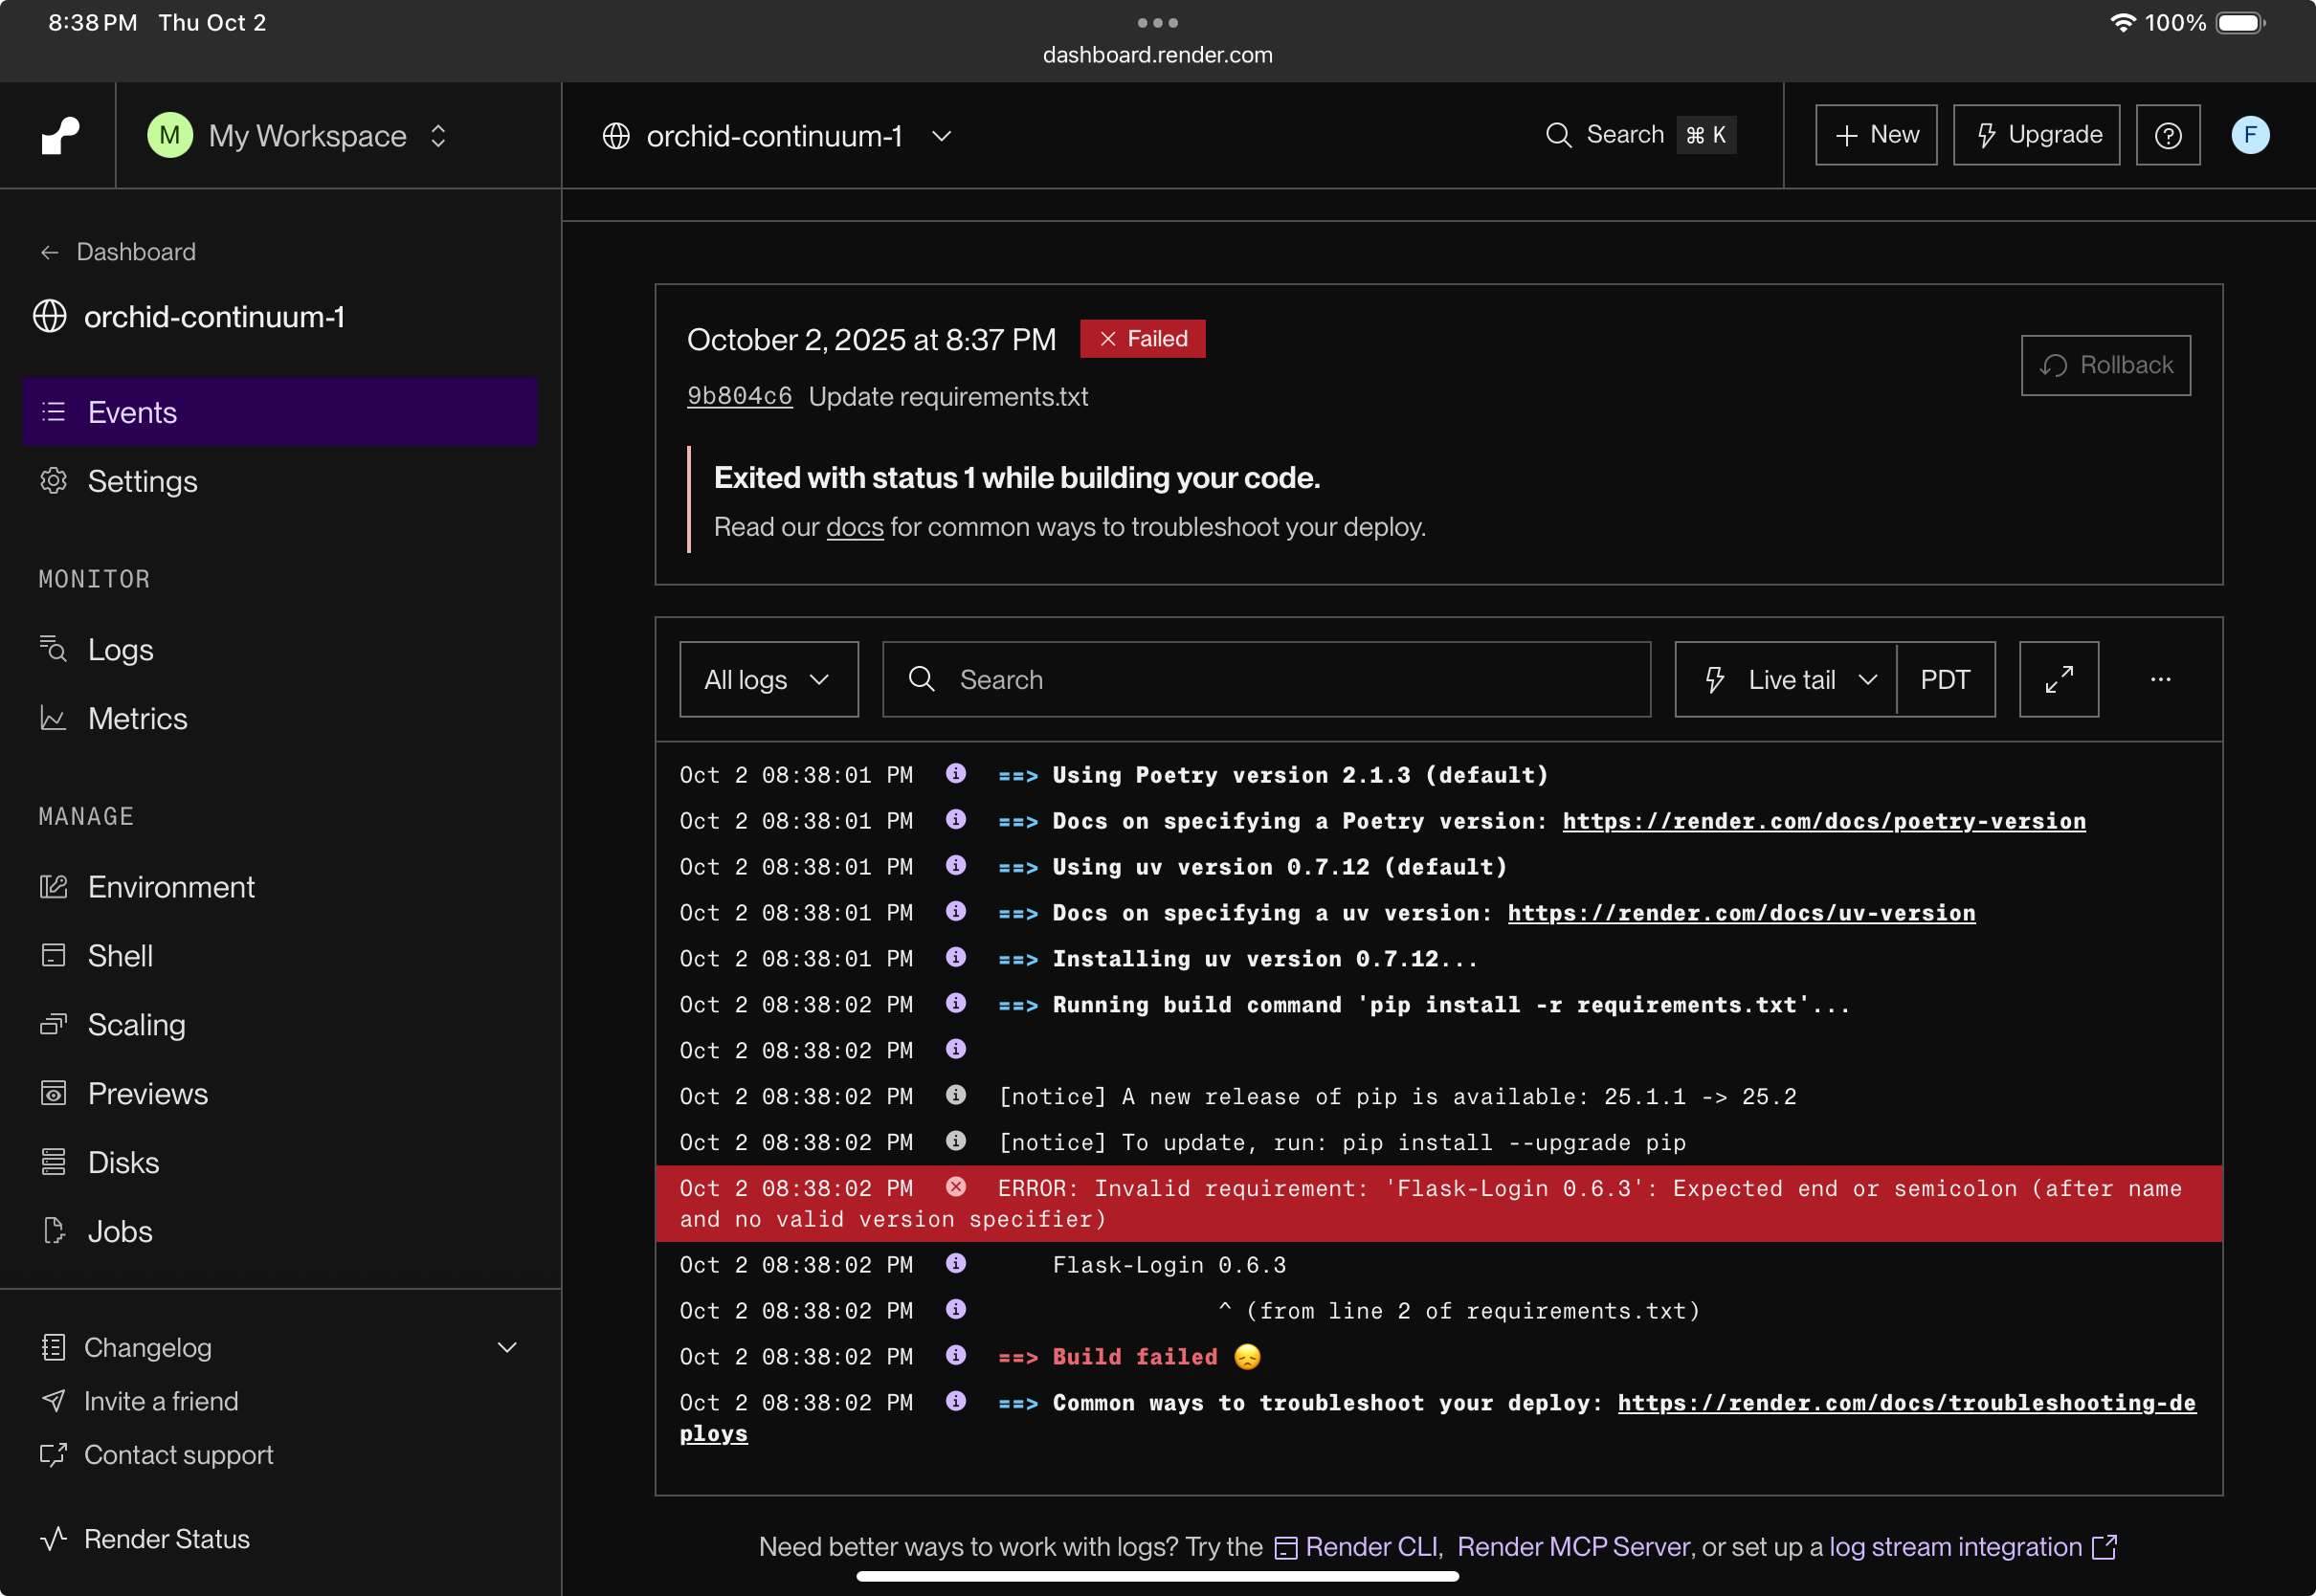 8:38 PM Thu Oct 2
100%
dashboard.render.com
M My Workspace
orchid-continuum-1
Search ⌘ K
+ New
Upgrade
F
← Dashboard
orchid-continuum-1
Events
Settings
MONITOR
Logs
Metrics
MANAGE
Environment
Shell
Scaling
Previews
Disks
Jobs
Changelog
Invite a friend
Contact support
Render Status
October 2, 2025 at 8:37 PM × Failed
Rollback
9b804c6 Update requirements.txt
Exited with status 1 while building your code.
Read our docs for common ways to troubleshoot your deploy.
All logs
Search
Live tail
PDT
...
Oct 2 08:38:01 PM ==> Using Poetry version 2.1.3 (default)
Oct 2 08:38:01 PM ==> Docs on specifying a Poetry version: https://render.com/docs/poetry-version
Oct 2 08:38:01 PM ==> Using uv version 0.7.12 (default)
Oct 2 08:38:01 PM ==> Docs on specifying a uv version: https://render.com/docs/uv-version
Oct 2 08:38:01 PM ==> Installing uv version 0.7.12...
Oct 2 08:38:02 PM ==> Running build command 'pip install -r requirements.txt'...
Oct 2 08:38:02 PM
Oct 2 08:38:02 PM [notice] A new release of pip is available: 25.1.1 -> 25.2
Oct 2 08:38:02 PM [notice] To update, run: pip install --upgrade pip
Oct 2 08:38:02 PM ERROR: Invalid requirement: 'Flask-Login 0.6.3': Expected end or semicolon (after name
and no valid version specifier)
Oct 2 08:38:02 PM Flask-Login 0.6.3
Oct 2 08:38:02 PM ^ (from line 2 of requirements.txt)
Oct 2 08:38:02 PM ==> Build failed 😞
Oct 2 08:38:02 PM ==> Common ways to troubleshoot your deploy: https://render.com/docs/troubleshooting-de
ploys
Need better ways to work with logs? Try the Render CLI, Render MCP Server, or set up a log stream integration